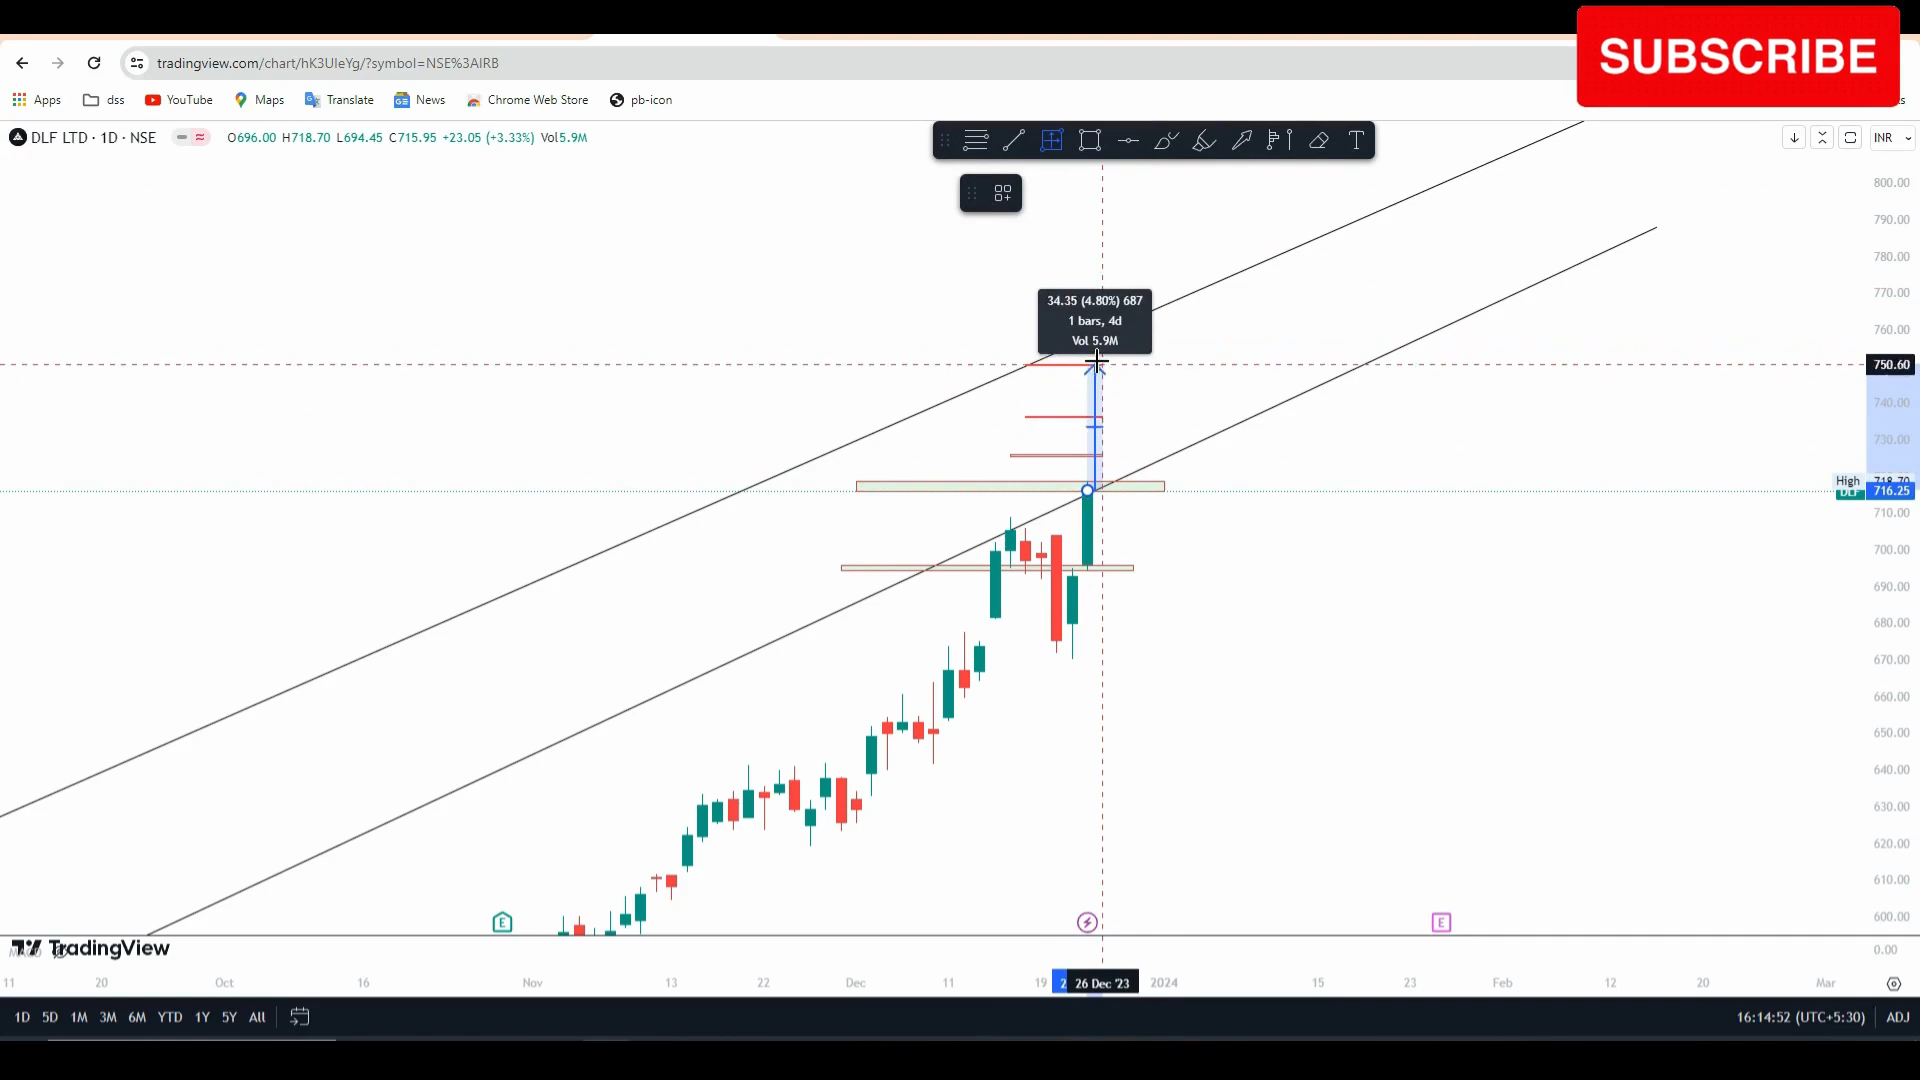 SUBSCRIBE
tradingview.com/chart/hK3UIeYg/?symbol=NSE%3AIRB
Apps dss YouTube Maps Translate News Chrome Web Store pb-icon
DLF LTD · 1D · NSE O696.00 H718.70 L694.45 C715.95 +23.05 (+3.33%) Vol5.9M
INR
800.00
790.00
780.00
770.00
760.00
750.60
740.00
730.00
High 718.70
DLF 716.25
710.00
700.00
690.00
680.00
670.00
660.00
650.00
640.00
630.00
620.00
610.00
600.00
0.00
34.35 (4.80%) 687
1 bars, 4d
Vol 5.9M
E E
TradingView
11 20 Oct 16 Nov 13 22 Dec 11 19 26 Dec '23 2024 15 23 Feb 12 20 Mar
1D 5D 1M 3M 6M YTD 1Y 5Y All
16:14:52 (UTC+5:30) ADJ